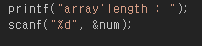 printf("array'length : ");
scanf("%d", &num);